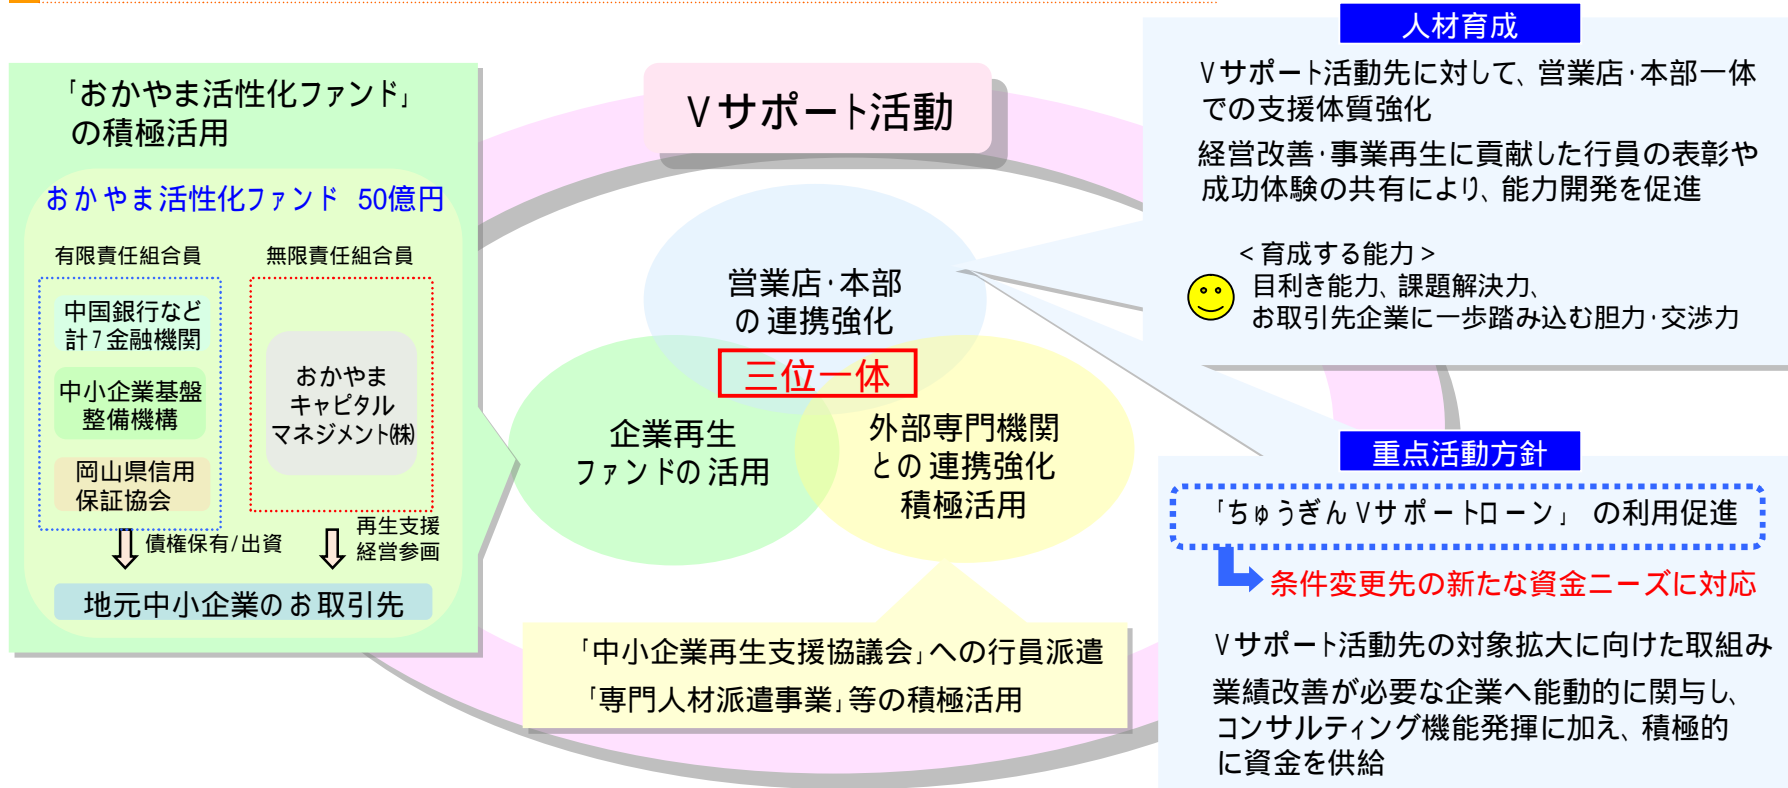 「おかやま活性化ファンド」
の積極活用
おかやま活性化ファンド 50億円
有限責任組合員
無限責任組合員
中国銀行など
計7金融機関
中小企業基盤
整備機構
岡山県信用
保証協会
おかやま
キャピタル
マネジメント㈱
債権保有/出資
再生支援
経営参画
地元中小企業のお取引先
Vサポート活動
営業店・本部
の連携強化
三位一体
企業再生
ファンドの活用
外部専門機関
との連携強化
積極活用
「中小企業再生支援協議会」への行員派遣
「専門人材派遣事業」等の積極活用
人材育成
Vサポート活動先に対して、営業店・本部一体
での支援体質強化
経営改善・事業再生に貢献した行員の表彰や
成功体験の共有により、能力開発を促進
<育成する能力>
目利き能力、課題解決力、
お取引先企業に一歩踏み込む胆力・交渉力
重点活動方針
「ちゅうぎんVサポートローン」 の利用促進
条件変更先の新たな資金ニーズに対応
Vサポート活動先の対象拡大に向けた取組み
業績改善が必要な企業へ能動的に関与し、
コンサルティング機能発揮に加え、積極的
に資金を供給